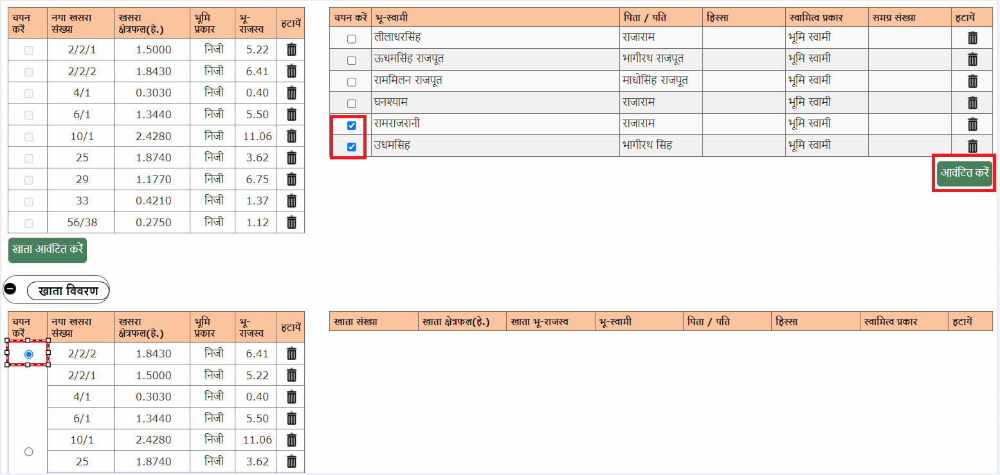 चयन करें नया खसरा संख्या खसरा क्षेत्रफल(हे.) भूमि प्रकार भू-राजस्व हटायें
2/2/1 1.5000 निजी 5.22
2/2/2 1.8430 निजी 6.41
4/1 0.3030 निजी 0.40
6/1 1.3440 निजी 5.50
10/1 2.4280 निजी 11.06
25 1.8740 निजी 3.62
29 1.1770 निजी 6.75
33 0.4210 निजी 1.37
56/38 0.2750 निजी 1.12
खाता आवंटित करें
चयन करें भू-स्वामी पिता / पति हिस्सा स्वामित्व प्रकार समग्र संख्या हटायें
लीलाधरसिंह राजाराम भूमि स्वामी
ऊधमसिंह राजपूत भागीरथ राजपूत भूमि स्वामी
राममिलन राजपूत माधोसिंह राजपूत भूमि स्वामी
घनश्याम राजाराम भूमि स्वामी
रामराजरानी राजाराम भूमि स्वामी
उधमसिह भागीरथ सिह भूमि स्वामी
आवंटित करें
खाता विवरण
चयन करें नया खसरा संख्या खसरा क्षेत्रफल(हे.) भूमि प्रकार भू-राजस्व हटायें
2/2/2 1.8430 निजी 6.41
2/2/1 1.5000 निजी 5.22
4/1 0.3030 निजी 0.40
6/1 1.3440 निजी 5.50
10/1 2.4280 निजी 11.06
25 1.8740 निजी 3.62
खाता संख्या खाता क्षेत्रफल(हे.) खाता भू-राजस्व भू-स्वामी पिता / पति हिस्सा स्वामित्व प्रकार हटायें